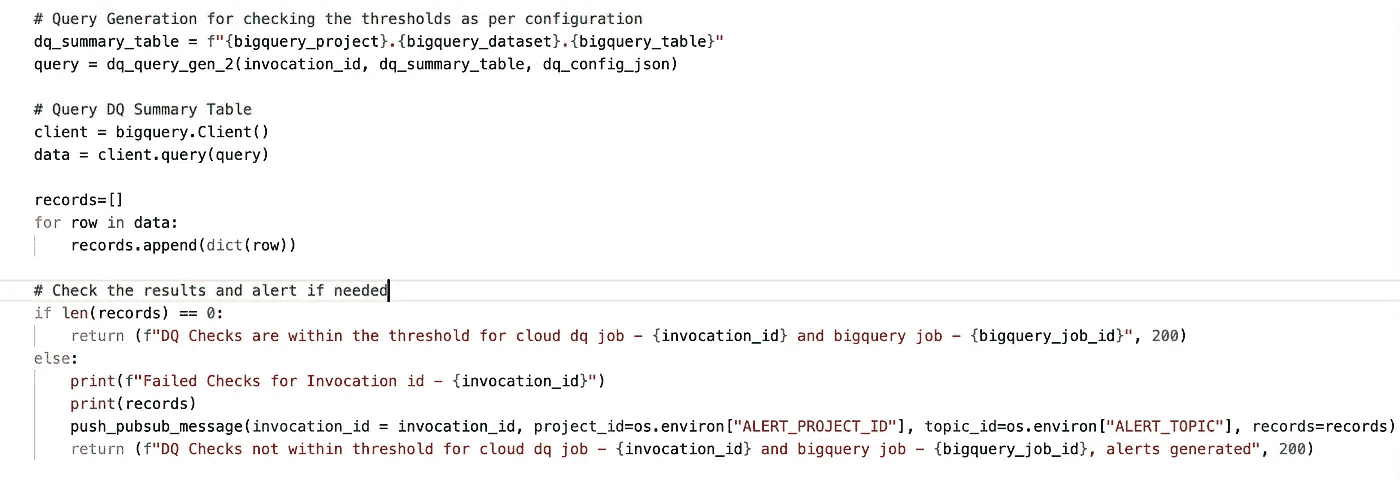 # Query Generation for checking the thresholds as per configuration
dq_summary_table = f"{bigquery_project}.{bigquery_dataset}.{bigquery_table}"
query = dq_query_gen_2(invocation_id, dq_summary_table, dq_config_json)

# Query DQ Summary Table
client = bigquery.Client()
data = client.query(query)

records=[]
for row in data:
    records.append(dict(row))

# Check the results and alert if needed
if len(records) == 0:
    return (f"DQ Checks are within the threshold for cloud dq job - {invocation_id} and bigquery job - {bigquery_job_id}", 200)
else:
    print(f"Failed Checks for Invocation id - {invocation_id}")
    print(records)
    push_pubsub_message(invocation_id = invocation_id, project_id=os.environ["ALERT_PROJECT_ID"], topic_id=os.environ["ALERT_TOPIC"], records=records)
    return (f"DQ Checks not within threshold for cloud dq job - {invocation_id} and bigquery job - {bigquery_job_id}, alerts generated", 200)